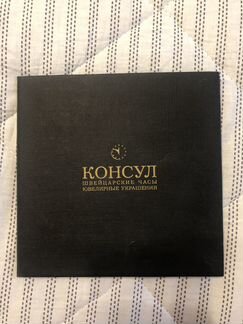 КОНСУЛ
ШВЕЙЦАРСКИЕ ЧАСЫ
ЮВЕЛИРНЫЕ УКРАШЕНИЯ